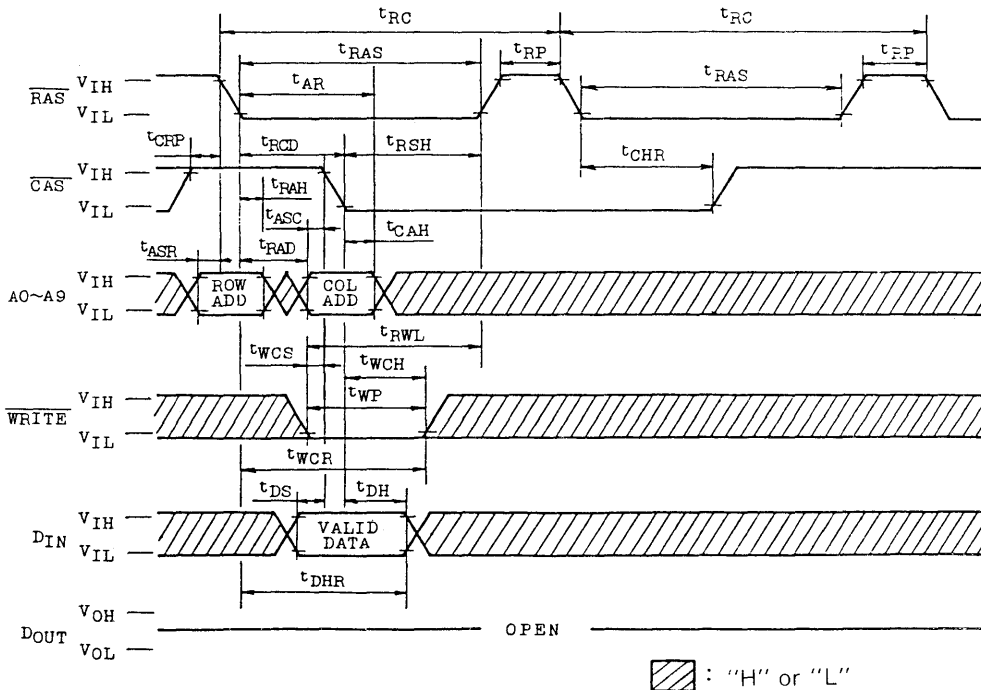 tRC tRC
tRAS tRP tRAS tRP
tAR
RAS VIH
VIL
tCRP tRCD tRSH tCHR
CAS VIH
VIL
tRAH
tASC tCAH
tASR tRAD
A0~A9 VIH
VIL
ROW ADD
COL ADD
tRWL
tWCS tWCH
tWP
WRITE VIH
VIL
tWCR
tDS tDH
DIN VIH
VIL
VALID DATA
tDHR
DOUT VOH
VOL
OPEN
: "H" or "L"